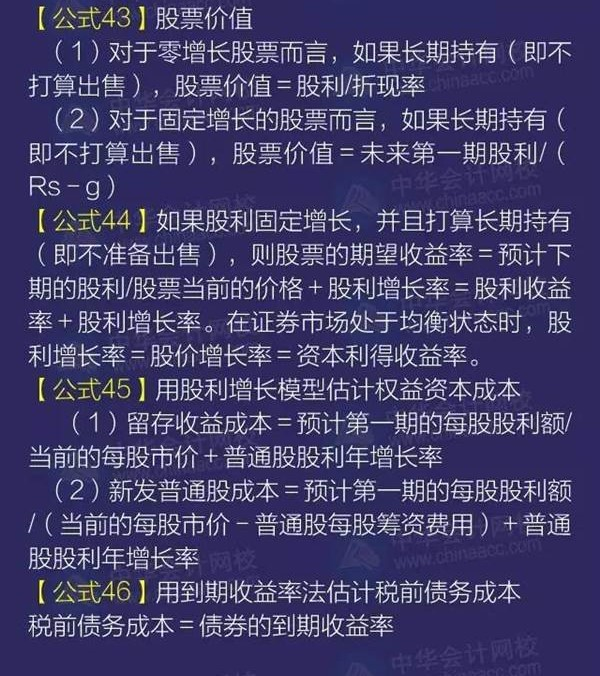 【公式43】股票价值
（1）对于零增长股票而言，如果长期持有（即不
打算出售），股票价值＝股利/折现率
（2）对于固定增长的股票而言，如果长期持有（
即不打算出售），股票价值＝未来第一期股利/（
Rs－g）
【公式44】如果股利固定增长，并且打算长期持有
（即不准备出售），则股票的期望收益率＝预计下
期的股利/股票当前的价格＋股利增长率＝股利收益
率＋股利增长率。在证券市场处于均衡状态时，股
利增长率＝股价增长率＝资本利得收益率。
【公式45】用股利增长模型估计权益资本成本
（1）留存收益成本＝预计第一期的每股股利额/
当前的每股市价＋普通股股利年增长率
（2）新发普通股成本＝预计第一期的每股股利额
/（当前的每股市价－普通股每股筹资费用）＋普通
股股利年增长率
【公式46】用到期收益率法估计税前债务成本
税前债务成本＝债券的到期收益率
中华会计网校
www.chinaacc.com